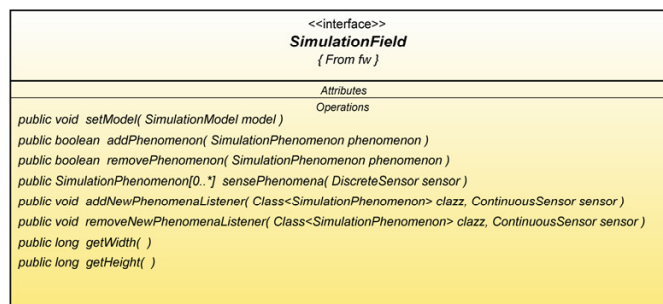 <<interface>>
SimulationField
{ From fw }
Attributes
Operations
public void setModel( SimulationModel model )
public boolean addPhenomenon( SimulationPhenomenon phenomenon )
public boolean removePhenomenon( SimulationPhenomenon phenomenon )
public SimulationPhenomenon[0..*] sensePhenomena( DiscreteSensor sensor )
public void addNewPhenomenaListener( Class<SimulationPhenomenon> clazz, ContinuousSensor sensor )
public void removeNewPhenomenaListener( Class<SimulationPhenomenon> clazz, ContinuousSensor sensor )
public long getWidth( )
public long getHeight( )